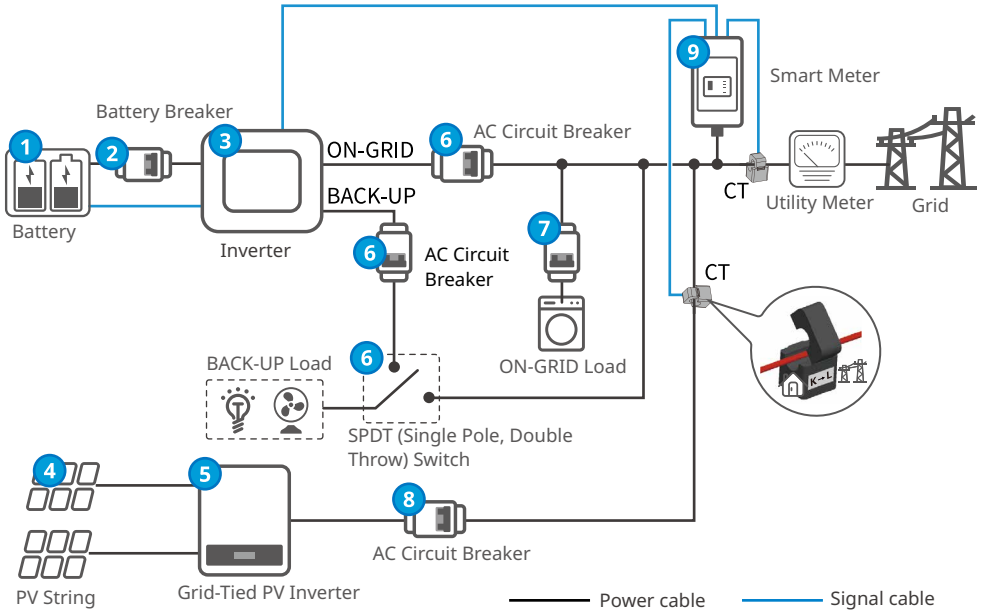 9
Smart Meter
Battery Breaker
1
2
3
ON-GRID
6
AC Circuit Breaker
CT
Utility Meter
Grid
BACK-UP
Battery
Inverter
6
AC Circuit
Breaker
7
CT
ON-GRID Load
K→L
BACK-UP Load
6
SPDT (Single Pole, Double
Throw) Switch
4
5
8
AC Circuit Breaker
PV String
Grid-Tied PV Inverter
Power cable
Signal cable